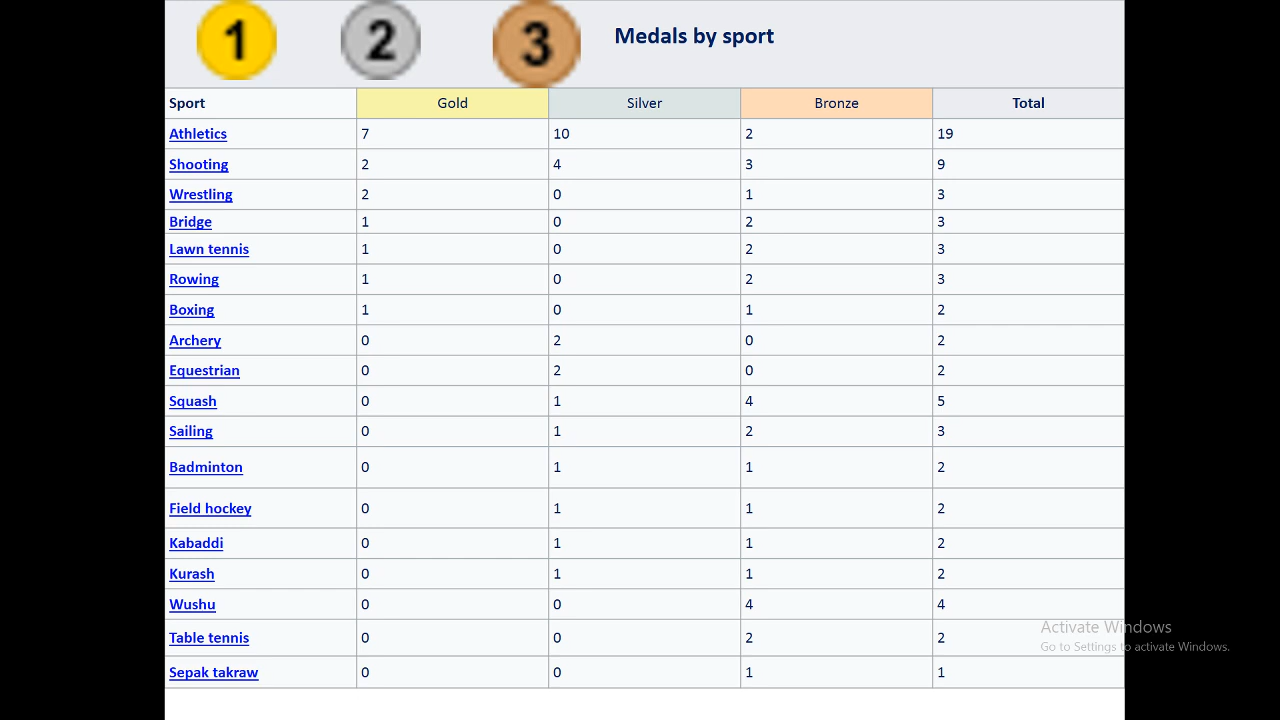 1 2 3 Medals by sport
Sport Gold Silver Bronze Total
Athletics 7 10 2 19
Shooting 2 4 3 9
Wrestling 2 0 1 3
Bridge 1 0 2 3
Lawn tennis 1 0 2 3
Rowing 1 0 2 3
Boxing 1 0 1 2
Archery 0 2 0 2
Equestrian 0 2 0 2
Squash 0 1 4 5
Sailing 0 1 2 3
Badminton 0 1 1 2
Field hockey 0 1 1 2
Kabaddi 0 1 1 2
Kurash 0 1 1 2
Wushu 0 0 4 4
Table tennis 0 0 2 2
Sepak takraw 0 0 1 1
Activate Windows
Go to Settings to activate Windows.